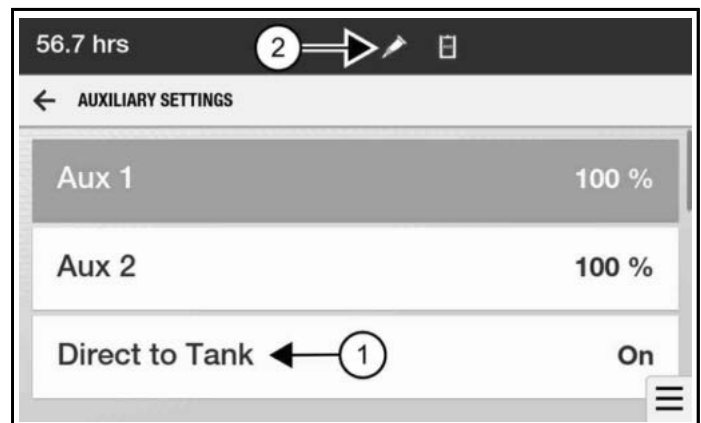 56.7 hrs
2
AUXILIARY SETTINGS
Aux 1 100 %
Aux 2 100 %
Direct to Tank 1 On